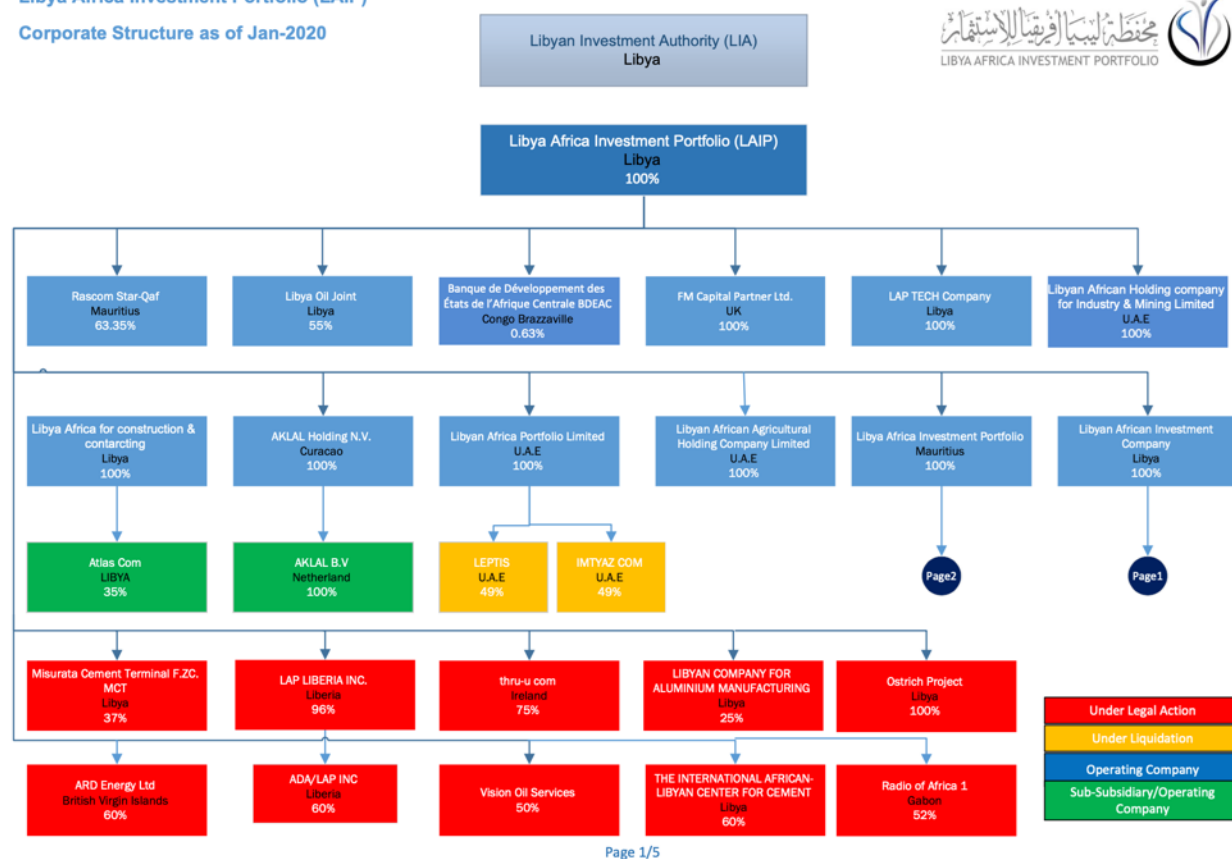 Libya Africa Investment Portfolio (LAIP)
Corporate Structure as of Jan-2020
محفظة ليبيا أفريقيا للاستثمار
LIBYA AFRICA INVESTMENT PORTFOLIO
Libyan Investment Authority (LIA)
Libya
Libya Africa Investment Portfolio (LAIP)
Libya
100%
Rascom Star-Qaf
Mauritius
63.35%
Libya Oil Joint
Libya
55%
Banque de Développement des
États de l'Afrique Centrale BDEAC
Congo Brazzaville
0.63%
FM Capital Partner Ltd.
UK
100%
LAP TECH Company
Libya
100%
Libyan African Holding company
for Industry & Mining Limited
U.A.E
100%
Libya Africa for construction &
contarcting
Libya
100%
AKLAL Holding N.V.
Curacao
100%
Libyan Africa Portfolio Limited
U.A.E
100%
Libyan African Agricultural
Holding Company Limited
U.A.E
100%
Libya Africa Investment Portfolio
Mauritius
100%
Libyan African Investment
Company
Libya
100%
Atlas Com
LIBYA
35%
AKLAL B.V
Netherland
100%
LEPTIS
U.A.E
49%
IMTYAZ COM
U.A.E
49%
Page2
Page1
Misurata Cement Terminal F.ZC.
MCT
Libya
37%
LAP LIBERIA INC.
Liberia
96%
thru-u com
Ireland
75%
LIBYAN COMPANY FOR
ALUMINIUM MANUFACTURING
Libya
25%
Ostrich Project
Libya
100%
ARD Energy Ltd
British Virgin Islands
60%
ADA/LAP INC
Liberia
60%
Vision Oil Services
50%
THE INTERNATIONAL AFRICAN-
LIBYAN CENTER FOR CEMENT
Libya
60%
Radio of Africa 1
Gabon
52%
Under Legal Action
Under Liquidation
Operating Company
Sub-Subsidiary/Operating
Company
Page 1/5